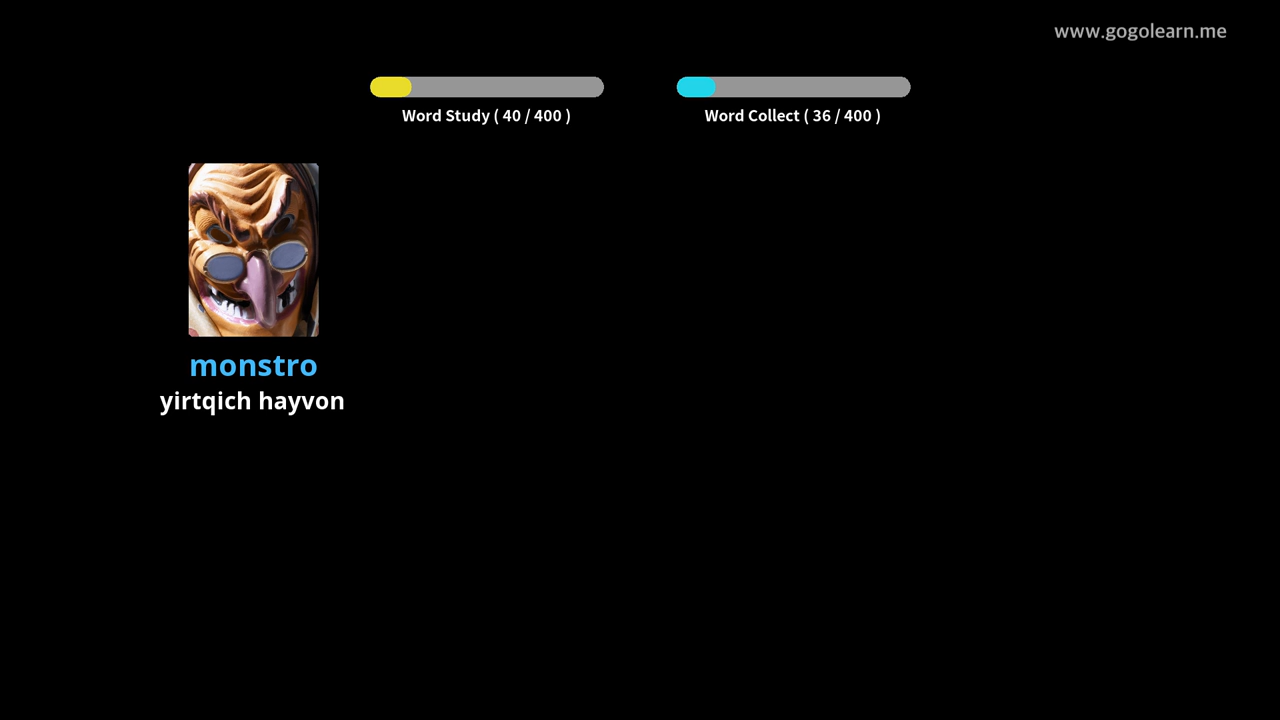 www.gogolearn.me
Word Study ( 40 / 400 )
Word Collect ( 36 / 400 )
monstro
yirtqich hayvon